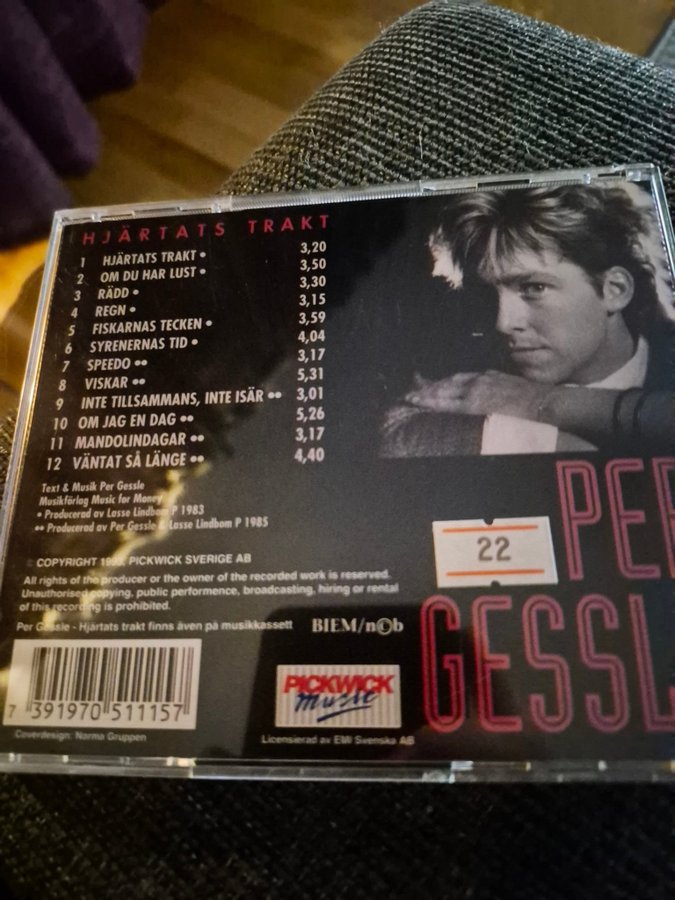 HJÄRTATS TRAKT
1 HJÄRTATS TRAKT • 3,20
2 OM DU HAR LUST • 3,50
3 RÄDD • 3,30
4 REGN • 3,15
5 FISKARNAS TECKEN • 3,59
6 SYRENERNAS TID • 4,04
7 SPEEDO •• 3,17
8 VISKAR •• 5,31
9 INTE TILLSAMMANS, INTE ISÄR •• 3,01
10 OM JAG EN DAG •• 5,26
11 MANDOLINDAGAR •• 3,17
12 VÄNTAT SÅ LÄNGE •• 4,40
Text & Musik Per Gessle
Musikförlag Music for Money
• Producerad av Lasse Lindbom P 1983
•• Producerad av Per Gessle & Lasse Lindbom P 1985
© COPYRIGHT 1993, PICKWICK SVERIGE AB
All rights of the producer or the owner of the recorded work is reserved.
Unauthorised copying, public performence, broadcasting, hiring or rental
of this recording is prohibited.
Per Gessle - Hjärtats trakt finns även på musikkassett
BIEM/n©b
7 391970 511157
Coverdesign: Norma Gruppen
PICKWICK
music
Licensierad av EMI Svenska AB
22
PER
GESSL